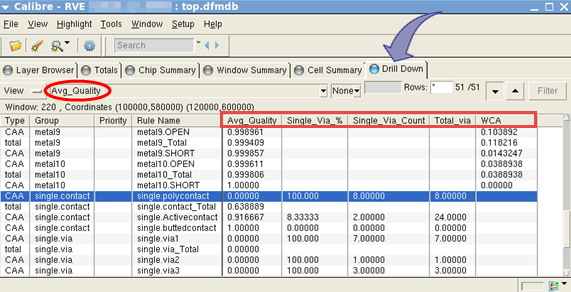 Calibre - RVE : top.dfmdb
File View Highlight Tools Window Setup Help
Search
Layer Browser Totals Chip Summary Window Summary Cell Summary Drill Down
View Avg_Quality None Rows: * 51 /51 Filter
Window: 220 , Coordinates (100000,580000) (120000,600000)
Type Group Priority Rule Name Avg_Quality Single_Via_% Single_Via_Count Total_via WCA
CAA metal9 metal9.OPEN 0.998961 0.103892
total metal9 metal9_Total 0.999409 0.118216
CAA metal9 metal9.SHORT 0.999857 0.0143247
CAA metal10 metal10.OPEN 0.999611 0.0388938
total metal10 metal10_Total 0.999806 0.0388938
CAA metal10 metal10.SHORT 1.00000 0.00000
CAA single.contact single.polycontact 0.00000 100.000 8.00000 8.00000
total single.contact single.contact_Total 0.638889
CAA single.contact single.Activecontact 0.916667 8.33333 2.00000 24.0000
CAA single.contact single.buttedcontact 1.00000 0.00000 0.00000 0.00000
CAA single.via single.via1 0.00000 100.000 7.00000 7.00000
total single.via single.via_Total 0.00000
CAA single.via single.via2 0.00000 100.000 1.00000 1.00000
CAA single.via single.via3 0.00000 100.000 3.00000 3.00000